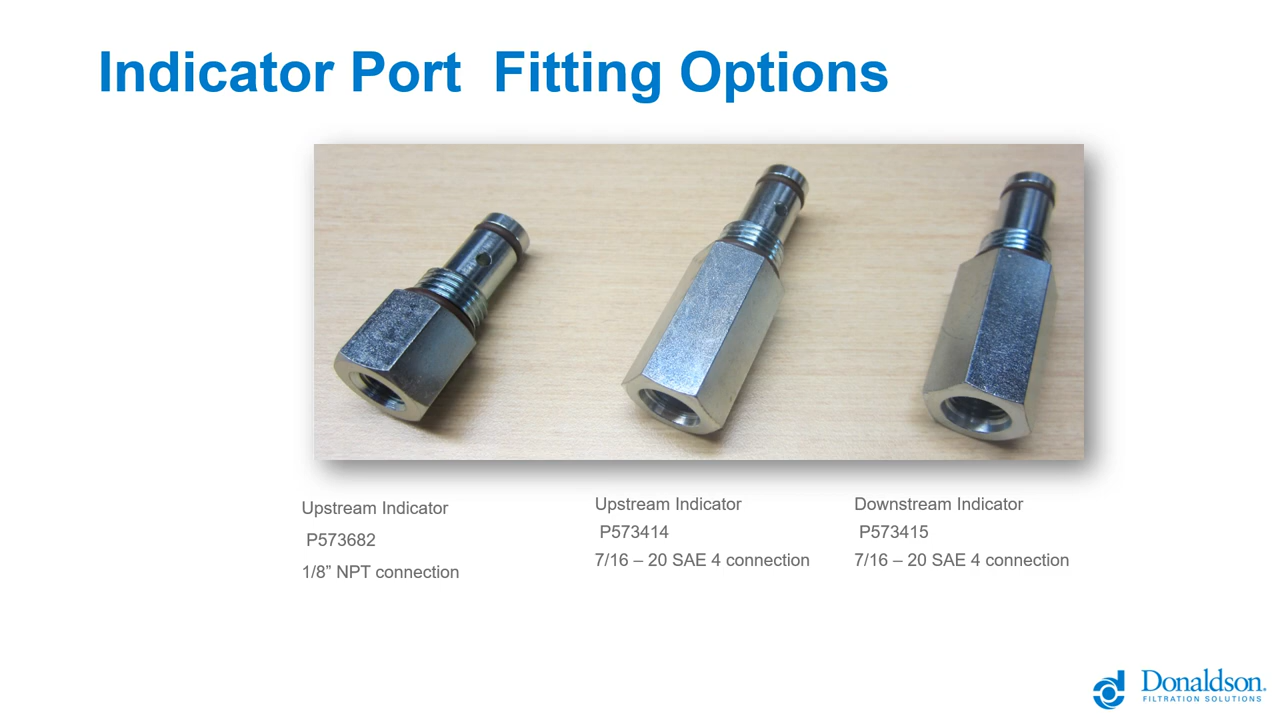 Indicator Port  Fitting Options
Upstream Indicator
P573682
1/8” NPT connection
Upstream Indicator
P573414
7/16 – 20 SAE 4 connection
Downstream Indicator
P573415
7/16 – 20 SAE 4 connection
Donaldson.
FILTRATION SOLUTIONS